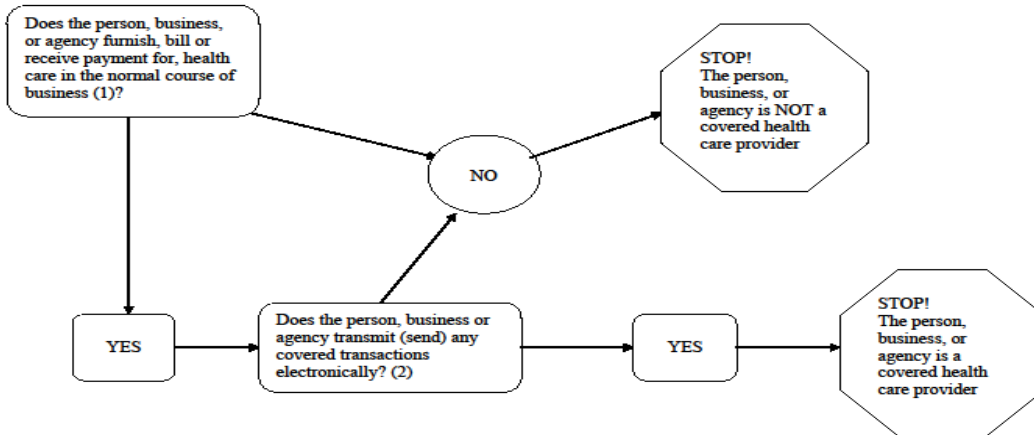 Does the person, business,
or agency furnish, bill or
receive payment for, health
care in the normal course of
business (1)?
STOP!
The person,
business, or
agency is NOT a
covered health
care provider
NO
YES
Does the person, business or
agency transmit (send) any
covered transactions
electronically? (2)
YES
STOP!
The person,
business, or
agency is a
covered health
care provider